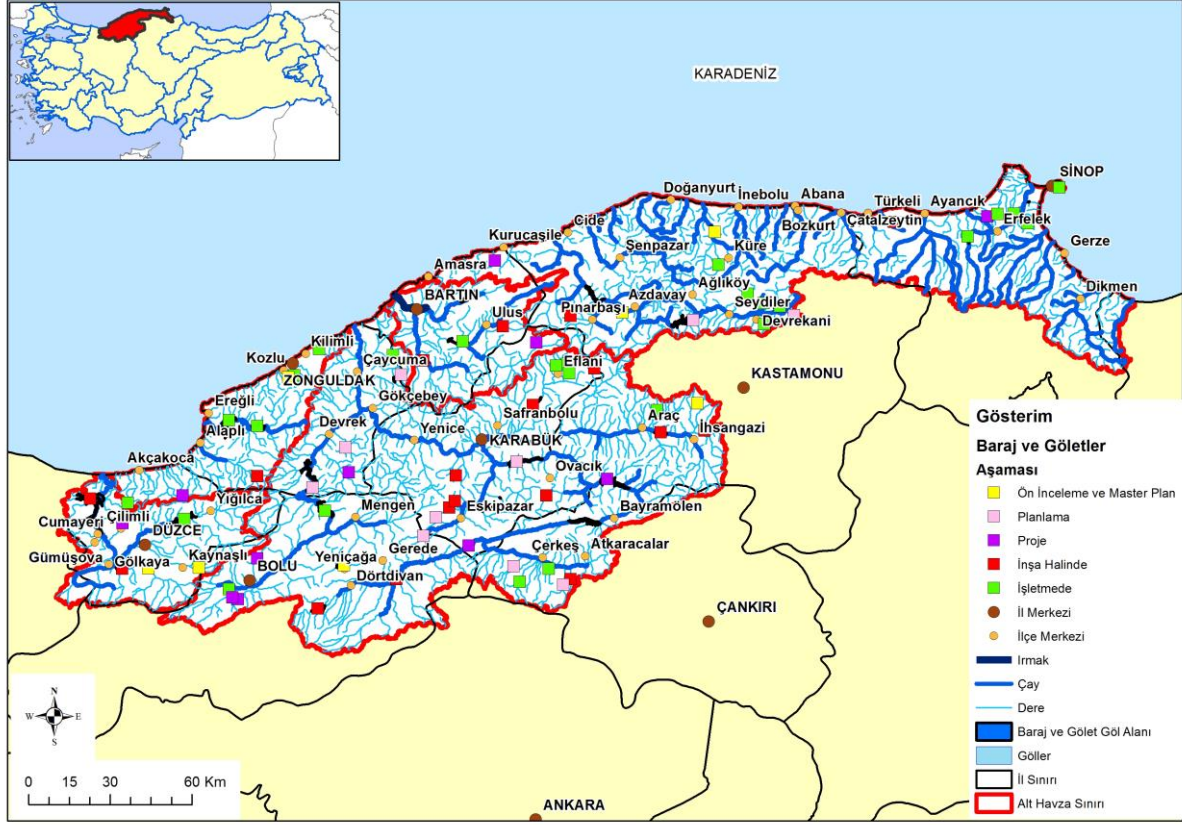 KARADENİZ
SİNOP
Doğanyurt
İnebolu
Abana
Türkeli
Ayancık
Erfelek
Cide
Bozkurt
Çatalzeytin
Kurucaşile
Şenpazar
Küre
Gerze
Amasra
Ağlıköy
Dikmen
BARTIN
Azdavay
Seydiler
Pınarbaşı
Ulus
Devrekani
Kilimli
Kozlu
Çaycuma
Eflani
ZONGULDAK
KASTAMONU
Gökçebey
Ereğli
Safranbolu
Araç
Devrek
Alaplı
Yenice
KARABÜK
İhsangazi
Akçakoca
Ovacık
Yığılca
Mengen
Eskipazar
Bayramölen
Çilimli
Cumayeri
DÜZCE
Gümüşova
Gölkaya
Kaynaşlı
Yeniçağa
Gerede
Çerkeş
Atkaracalar
BOLU
Dörtdivan
ÇANKIRI
ANKARA
Gösterim
Baraj ve Göletler
Aşaması
Ön İnceleme ve Master Plan
Planlama
Proje
İnşa Halinde
İşletmede
İl Merkezi
İlçe Merkezi
Irmak
Çay
Dere
Baraj ve Gölet Göl Alanı
Göller
İl Sınırı
Alt Havza Sınırı
N
W E
S
0 15 30 60 Km